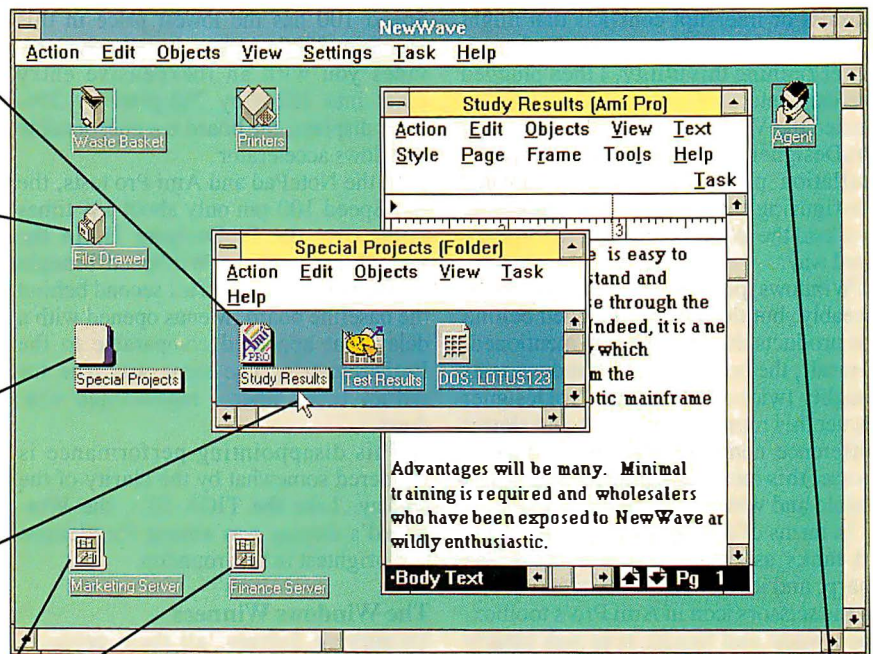 NewWave
Action Edit Objects View Settings Task Help
Waste Basket
Printers
Agent
File Drawer
Special Projects
Marketing Server
Finance Server
Study Results (Amí Pro)
Action Edit Objects View Text
Style Page Frame Tools Help
Task
3
is easy to
stand and
through the
Indeed, it is a ne
which
the
mainframe
Advantages will be many. Minimal
training is required and wholesalers
who have been exposed to NewWave ar
wildly enthusiastic.
·Body Text Pg 1
Special Projects (Folder)
Action Edit Objects View Task
Help
Ami
PRO
Study Results
Test Results
DOS: LOTUS123